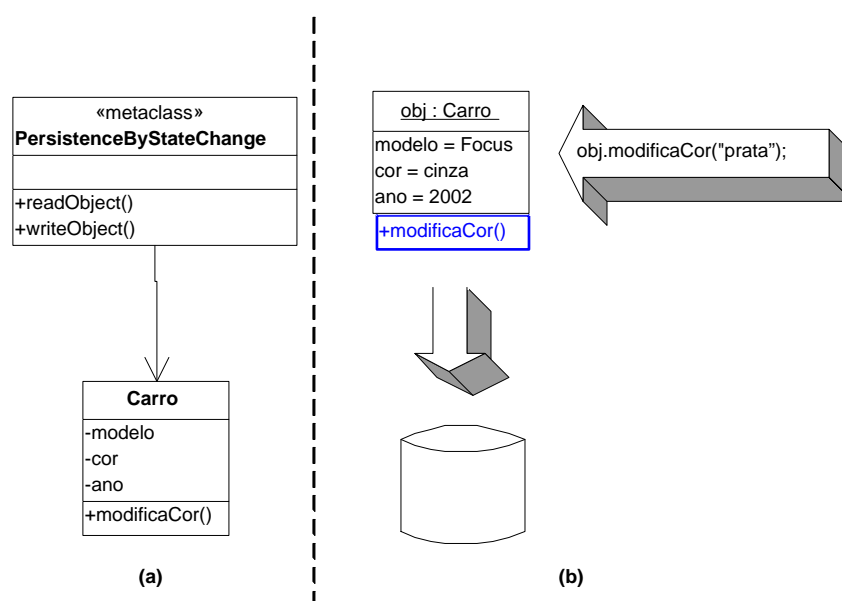 «metaclass»
PersistenceByStateChange
+readObject()
+writeObject()
Carro
-modelo
-cor
-ano
+modificaCor()
(a)
obj : Carro
modelo = Focus
cor = cinza
ano = 2002
+modificaCor()
obj.modificaCor("prata”);
(b)